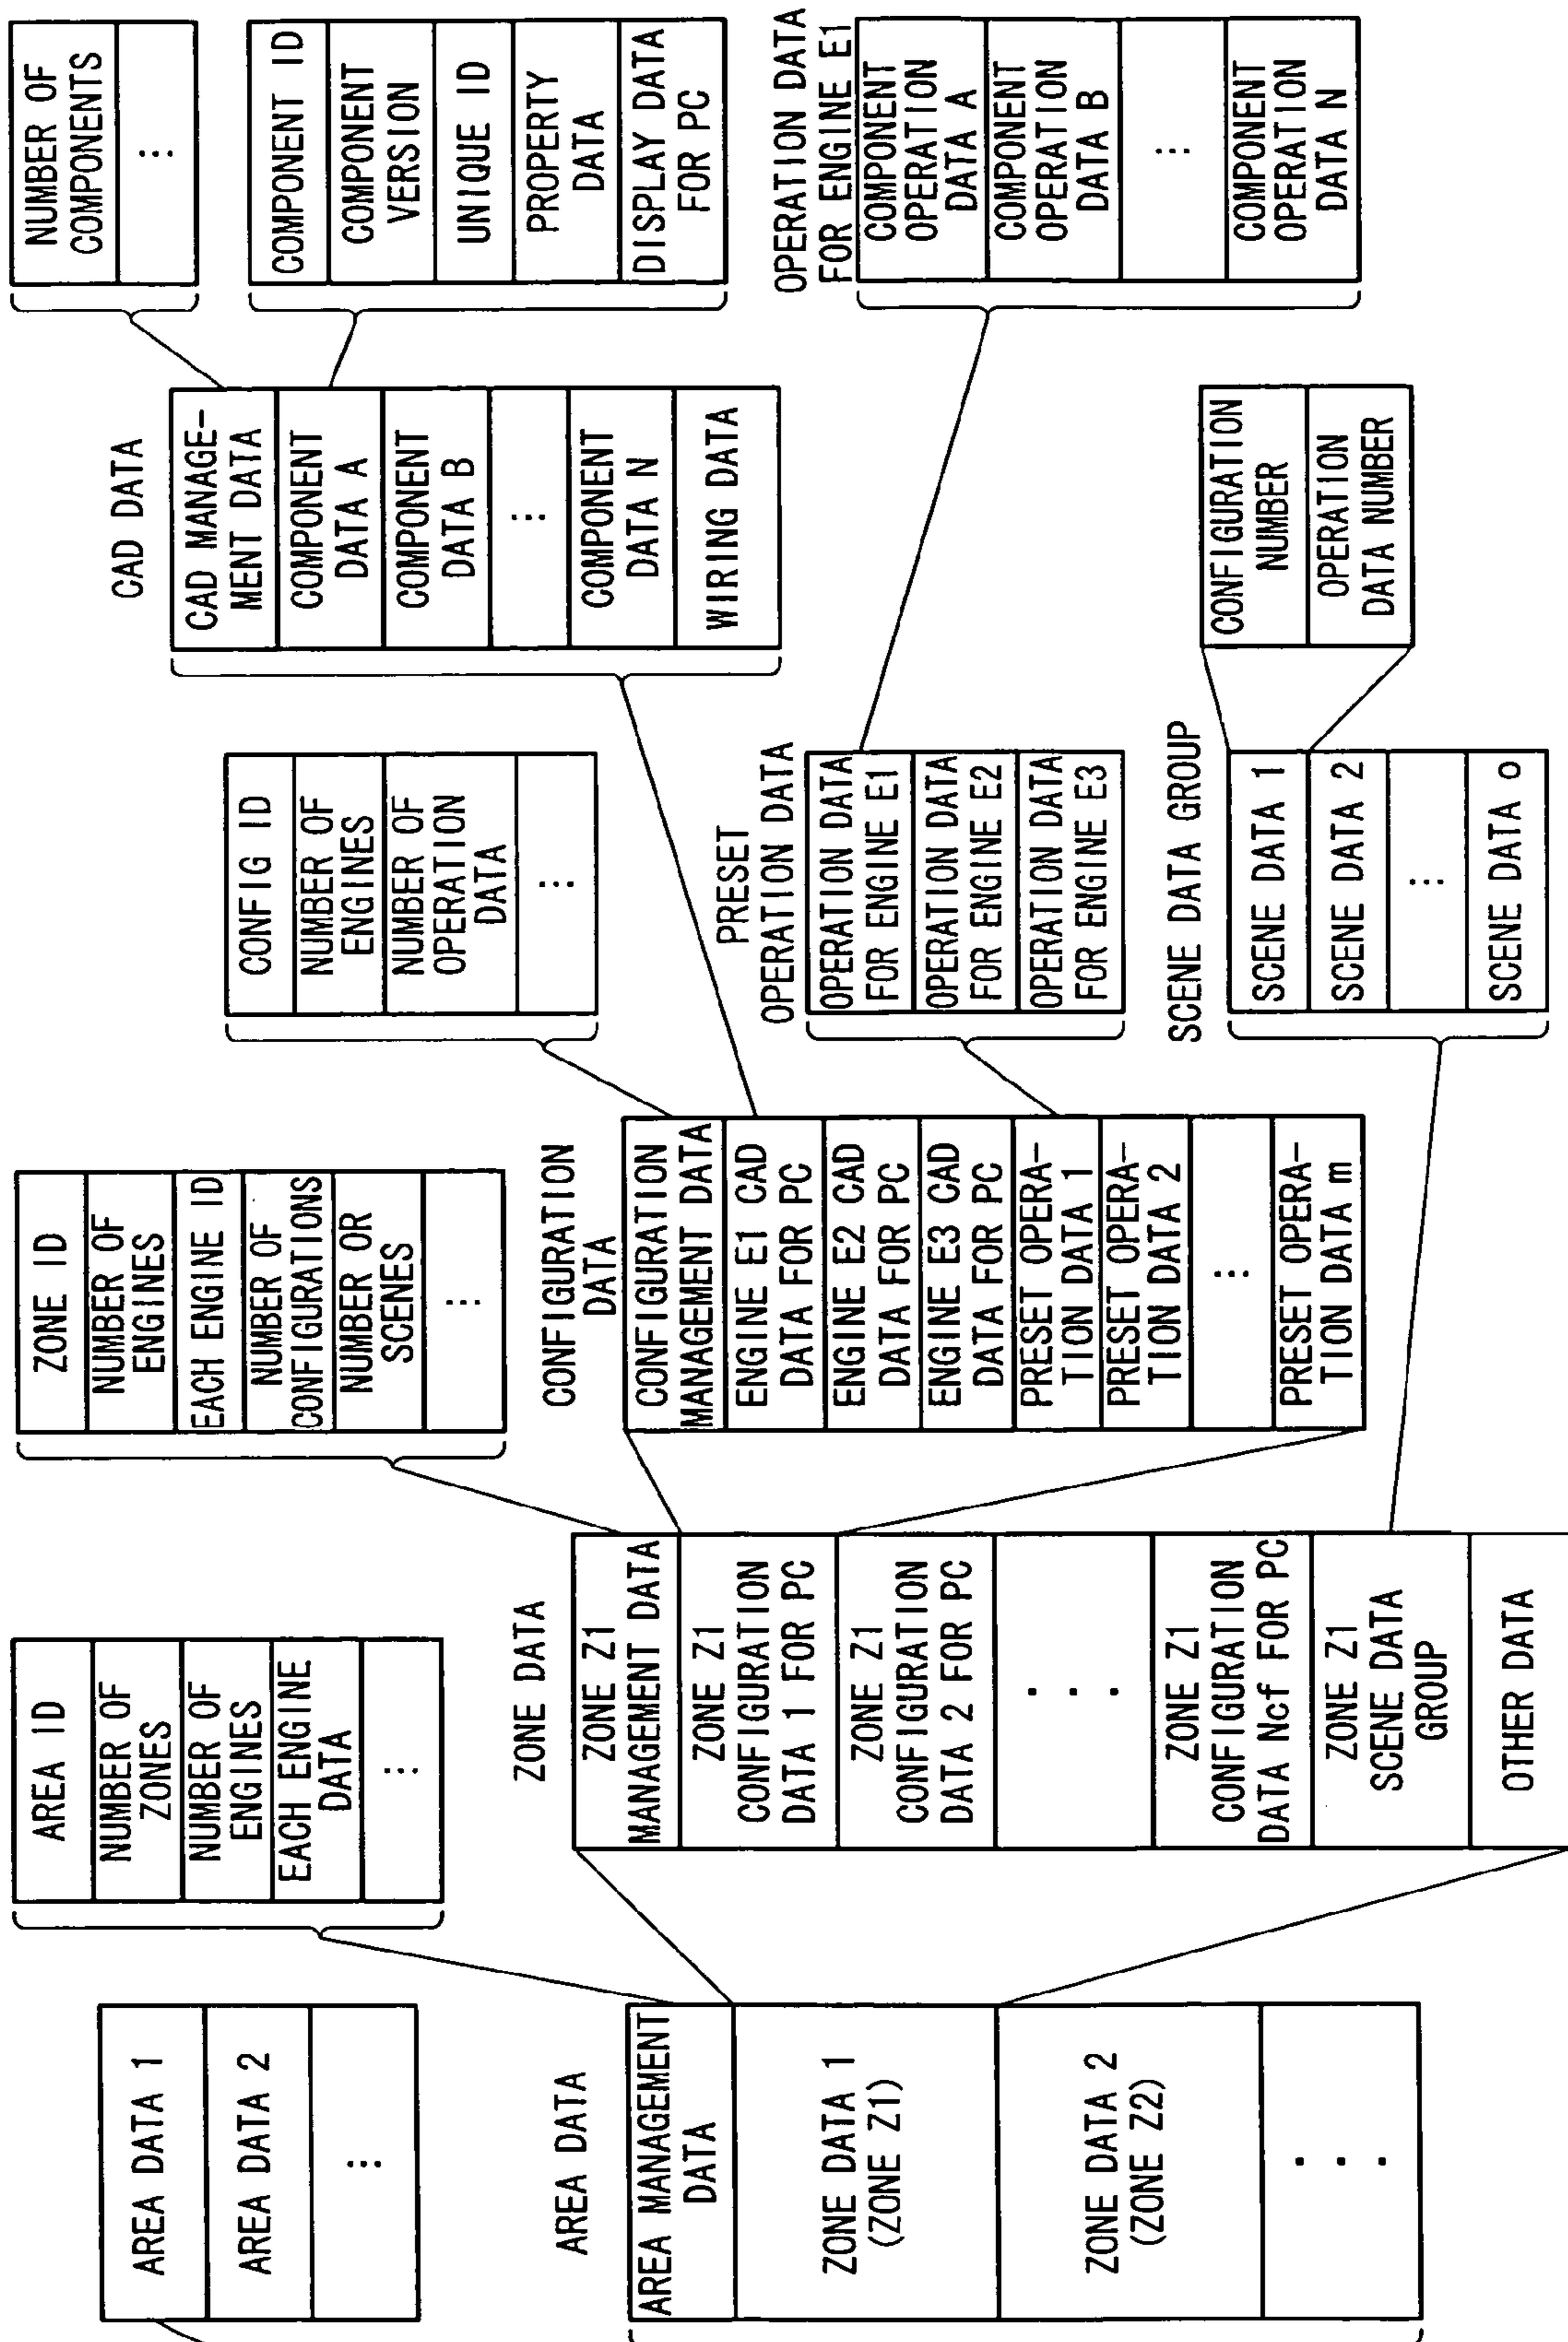 AREA DATA 1
AREA DATA 2
⋮
AREA DATA
AREA MANAGEMENT
DATA
ZONE DATA 1
(ZONE Z1)
ZONE DATA 2
(ZONE Z2)
⋮
AREA ID
NUMBER OF
ZONES
NUMBER OF
ENGINES
EACH ENGINE
DATA
⋮
ZONE DATA
ZONE Z1
MANAGEMENT DATA
ZONE Z1
CONFIGURATION
DATA 1 FOR PC
ZONE Z1
CONFIGURATION
DATA 2 FOR PC
⋮
ZONE Z1
CONFIGURATION
DATA Ncf FOR PC
ZONE Z1
SCENE DATA
GROUP
OTHER DATA
ZONE ID
NUMBER OF
ENGINES
EACH ENGINE ID
NUMBER OF
CONFIGURATIONS
NUMBER OR
SCENES
⋮
CONFIGURATION
DATA
CONFIGURATION
MANAGEMENT DATA
ENGINE E1 CAD
DATA FOR PC
ENGINE E2 CAD
DATA FOR PC
ENGINE E3 CAD
DATA FOR PC
PRESET OPERA-
TION DATA 1
PRESET OPERA-
TION DATA 2
⋮
PRESET OPERA-
TION DATA m
CONFIG ID
NUMBER OF
ENGINES
NUMBER OF
OPERATION
DATA
⋮
PRESET
OPERATION DATA
OPERATION DATA
FOR ENGINE E1
OPERATION DATA
FOR ENGINE E2
OPERATION DATA
FOR ENGINE E3
SCENE DATA GROUP
SCENE DATA 1
SCENE DATA 2
⋮
SCENE DATA o
CAD DATA
CAD MANAGE-
MENT DATA
COMPONENT
DATA A
COMPONENT
DATA B
⋮
COMPONENT
DATA N
WIRING DATA
CONFIGURATION
NUMBER
OPERATION
DATA NUMBER
NUMBER OF
COMPONENTS
⋮
COMPONENT ID
COMPONENT
VERSION
UNIQUE ID
PROPERTY
DATA
DISPLAY DATA
FOR PC
OPERATION DATA
FOR ENGINE E1
COMPONENT
OPERATION
DATA A
COMPONENT
OPERATION
DATA B
⋮
COMPONENT
OPERATION
DATA N